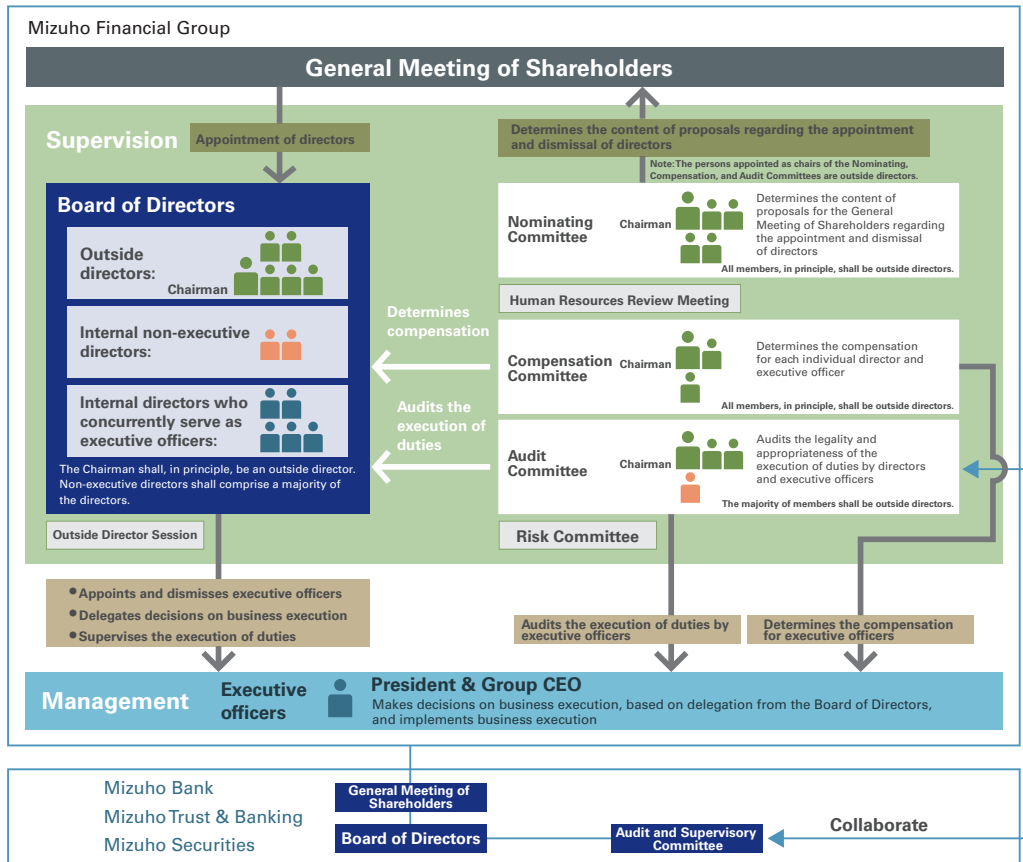 Mizuho Financial Group
General Meeting of Shareholders
Supervision
Appointment of directors
Determines the content of proposals regarding the appointment
and dismissal of directors
Note: The persons appointed as chairs of the Nominating,
Compensation, and Audit Committees are outside directors.
Board of Directors
Outside
directors:
Chairman
Internal non-executive
directors:
Internal directors who
concurrently serve as
executive officers:
The Chairman shall, in principle, be an outside director.
Non-executive directors shall comprise a majority of
the directors.
Outside Director Session
Determines
compensation
Audits the
execution of
duties
Nominating
Committee
Chairman
Determines the content of
proposals for the General
Meeting of Shareholders regarding
the appointment and dismissal
of directors
All members, in principle, shall be outside directors.
Human Resources Review Meeting
Compensation
Committee
Chairman
Determines the compensation
for each individual director and
executive officer
All members, in principle, shall be outside directors.
Audit
Committee
Chairman
Audits the legality and
appropriateness of the
execution of duties by directors
and executive officers
The majority of members shall be outside directors.
Risk Committee
• Appoints and dismisses executive officers
• Delegates decisions on business execution
• Supervises the execution of duties
Audits the execution of duties by
executive officers
Determines the compensation
for executive officers
Management
Executive
officers
President & Group CEO
Makes decisions on business execution, based on delegation from the Board of Directors,
and implements business execution
Mizuho Bank
Mizuho Trust & Banking
Mizuho Securities
General Meeting of
Shareholders
Board of Directors
Audit and Supervisory
Committee
Collaborate